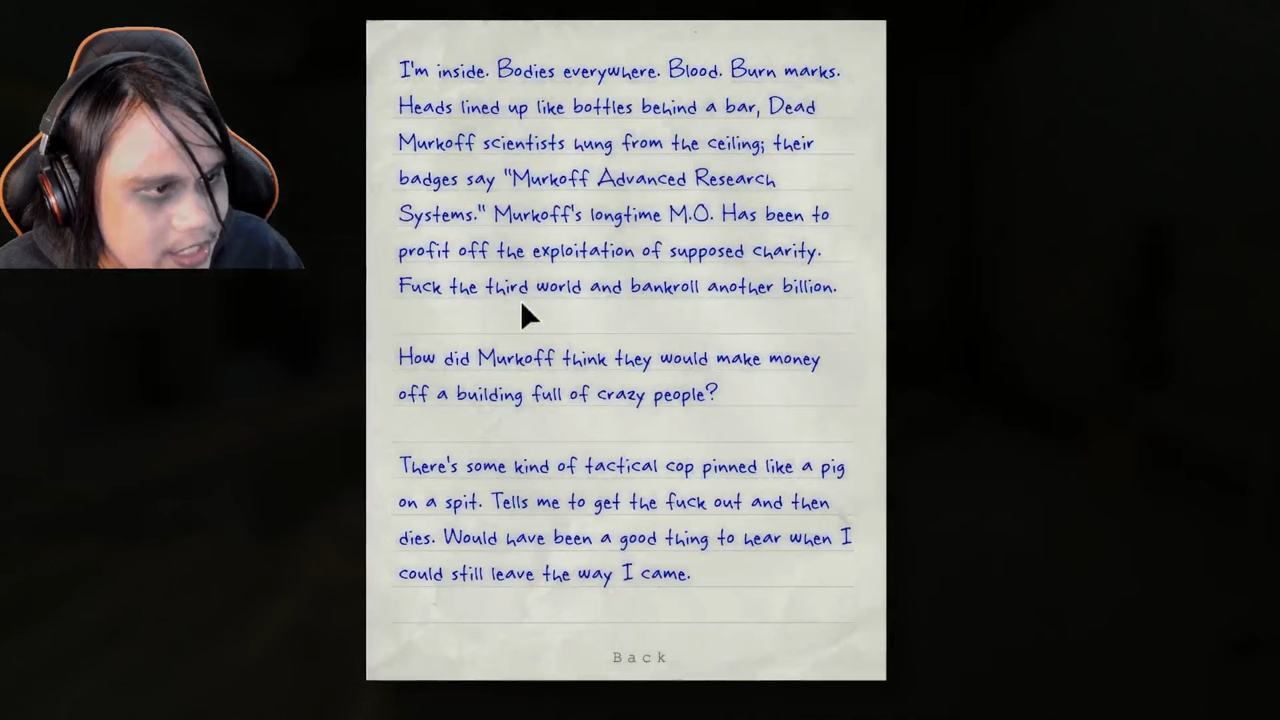 I'm inside. Bodies everywhere. Blood. Burn marks.
Heads lined up like bottles behind a bar, Dead
Murkoff scientists hung from the ceiling; their
badges say "Murkoff Advanced Research
Systems." Murkoff's longtime M.O. Has been to
profit off the exploitation of supposed charity.
Fuck the third world and bankroll another billion.
How did Murkoff think they would make money
off a building full of crazy people?
There's some kind of tactical cop pinned like a pig
on a spit. Tells me to get the fuck out and then
dies. Would have been a good thing to hear when I
could still leave the way I came.
Back